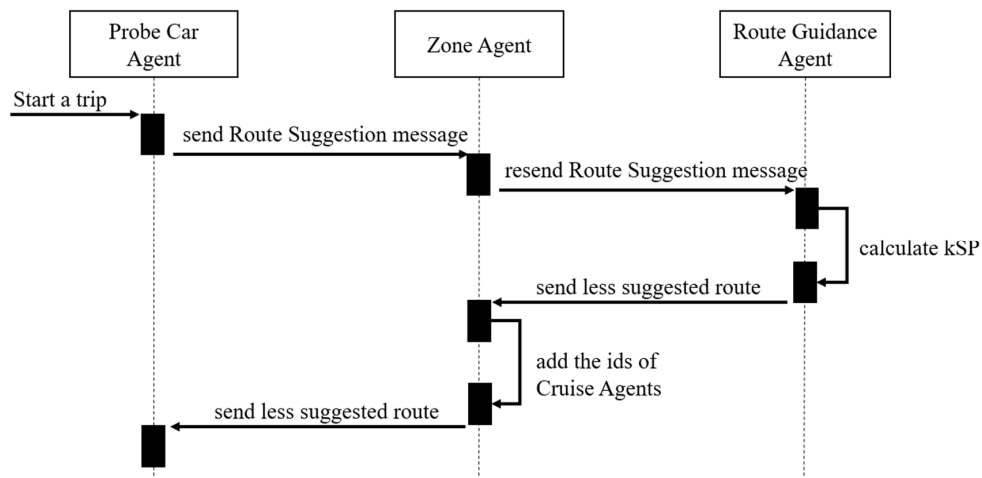 Probe Car
Agent
Zone Agent
Route Guidance
Agent
Start a trip
send Route Suggestion message
resend Route Suggestion message
calculate kSP
send less suggested route
add the ids of
Cruise Agents
send less suggested route